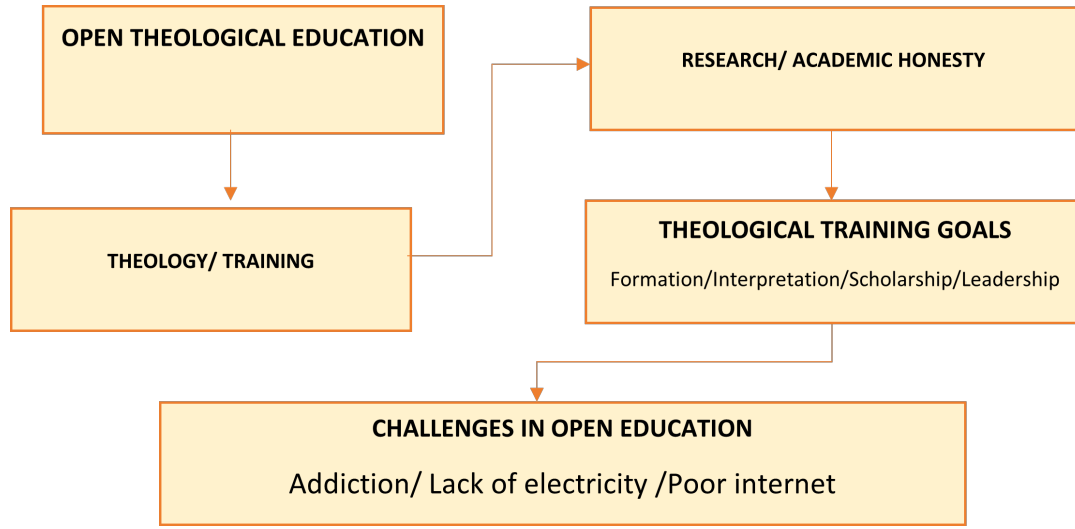 OPEN THEOLOGICAL EDUCATION
THEOLOGY/ TRAINING
RESEARCH/ ACADEMIC HONESTY
THEOLOGICAL TRAINING GOALS
Formation/Interpretation/Scholarship/Leadership
CHALLENGES IN OPEN EDUCATION
Addiction/ Lack of electricity /Poor internet